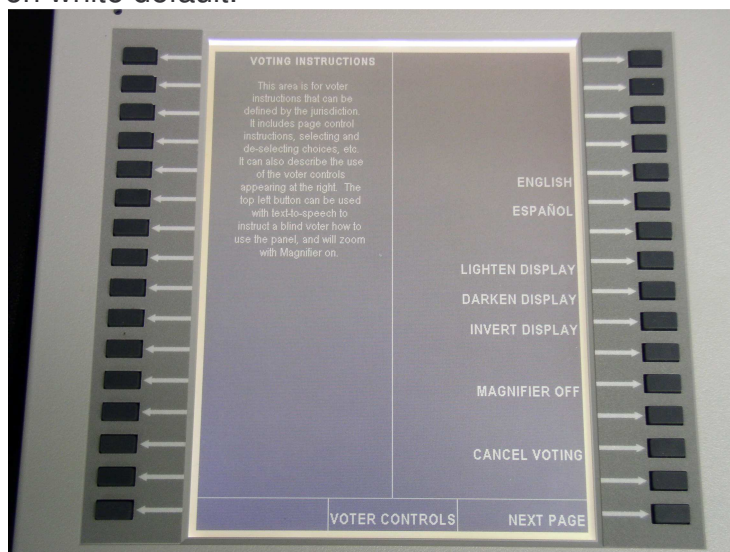 on white default.
VOTING INSTRUCTIONS
This area is for voter
instructions that can be
defined by the jurisdiction.
It includes page control
instructions, selecting and
de-selecting choices, etc.
It can also describe the use
of the voter controls
appearing at the right. The
top left button can be used
with text-to-speech to
instruct a blind voter how to
use the panel, and will zoom
with Magnifier on.
ENGLISH
ESPAÑOL
LIGHTEN DISPLAY
DARKEN DISPLAY
INVERT DISPLAY
MAGNIFIER OFF
CANCEL VOTING
VOTER CONTROLS
NEXT PAGE